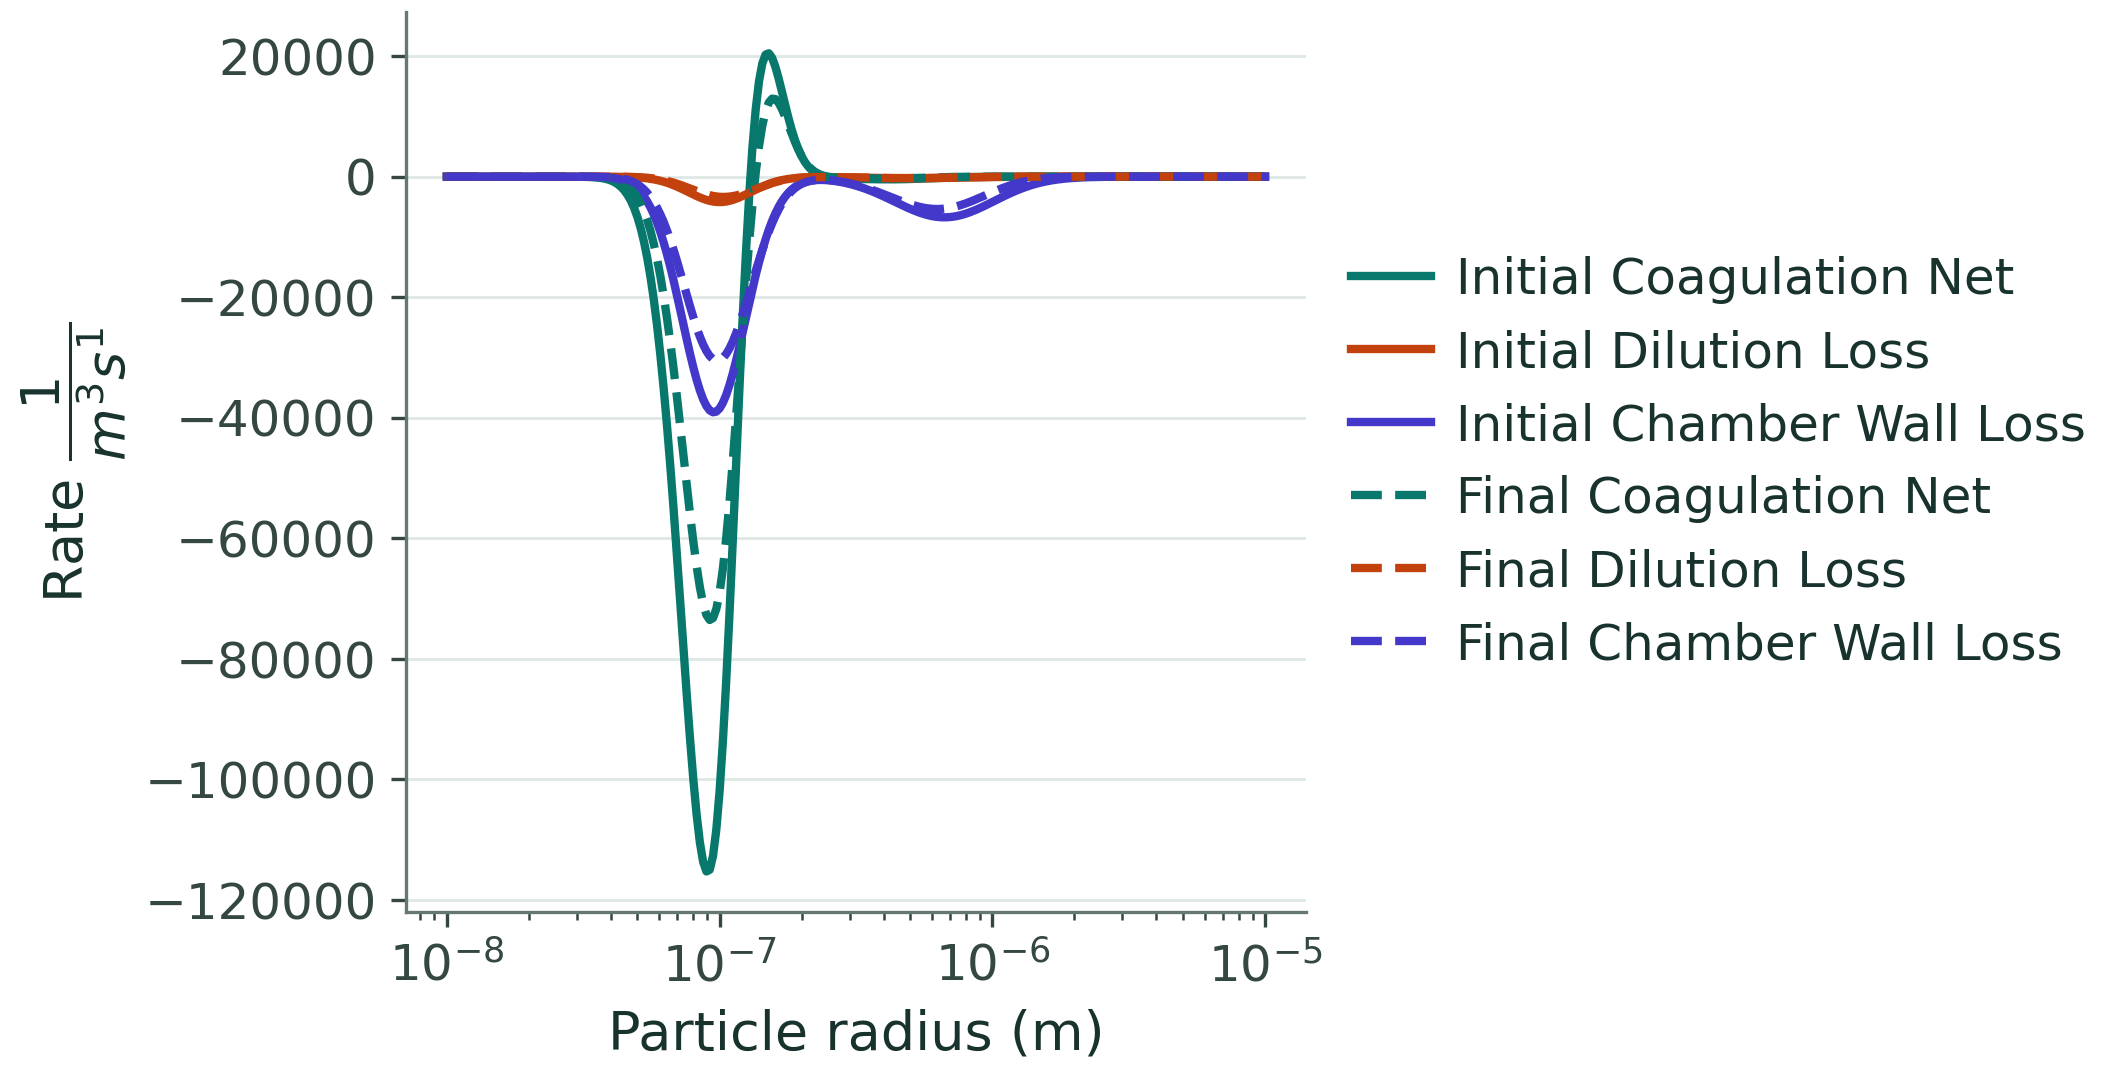 20000
0
−20000
−40000
−60000
−80000
−100000
−120000
Rate 1/m³s¹
10⁻⁸ 10⁻⁷ 10⁻⁶ 10⁻⁵
Particle radius (m)
Initial Coagulation Net
Initial Dilution Loss
Initial Chamber Wall Loss
Final Coagulation Net
Final Dilution Loss
Final Chamber Wall Loss